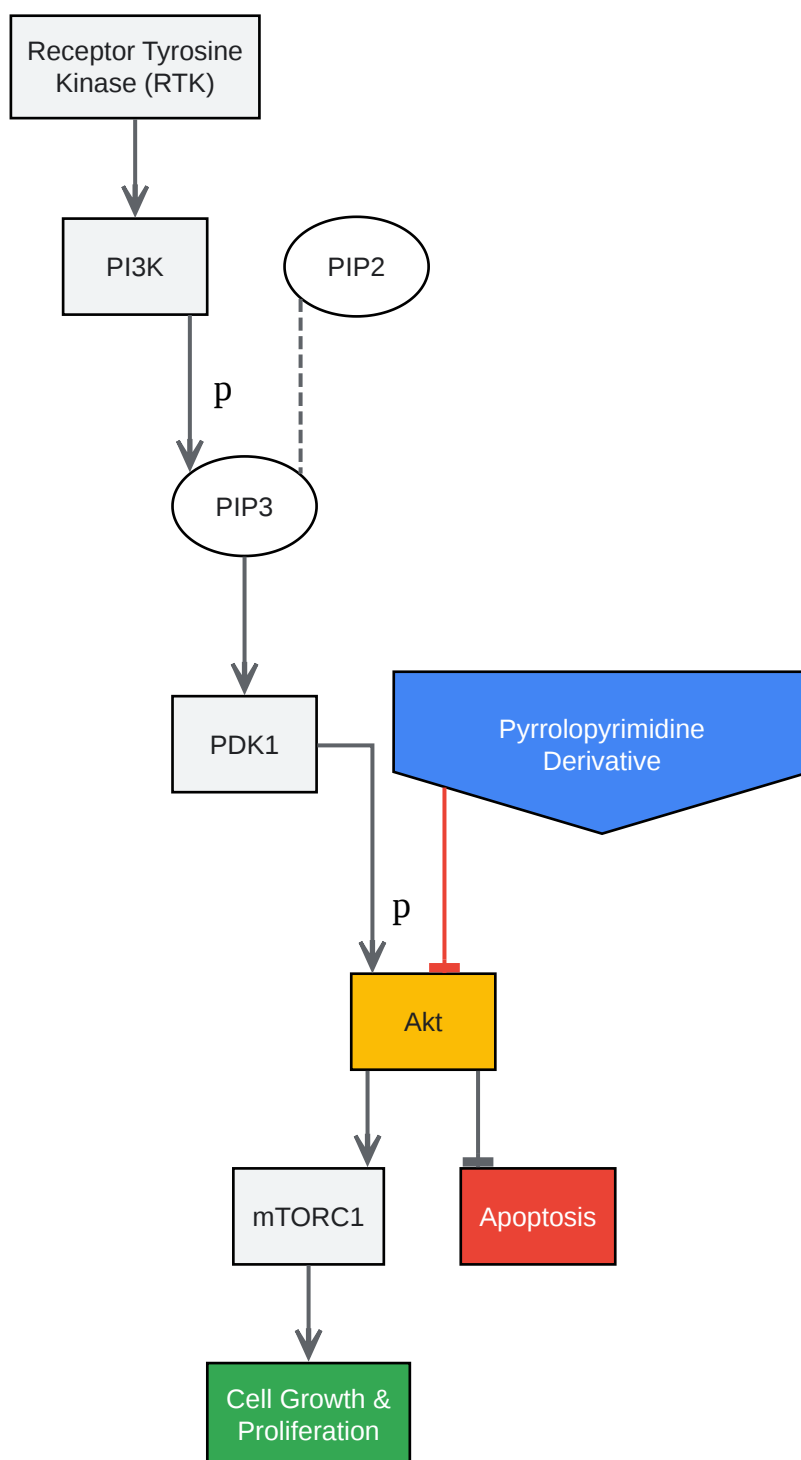 Receptor Tyrosine
Kinase (RTK)
PI3K
PIP2
p
PIP3
PDK1
Pyrrolopyrimidine
Derivative
p
Akt
mTORC1
Apoptosis
Cell Growth &
Proliferation